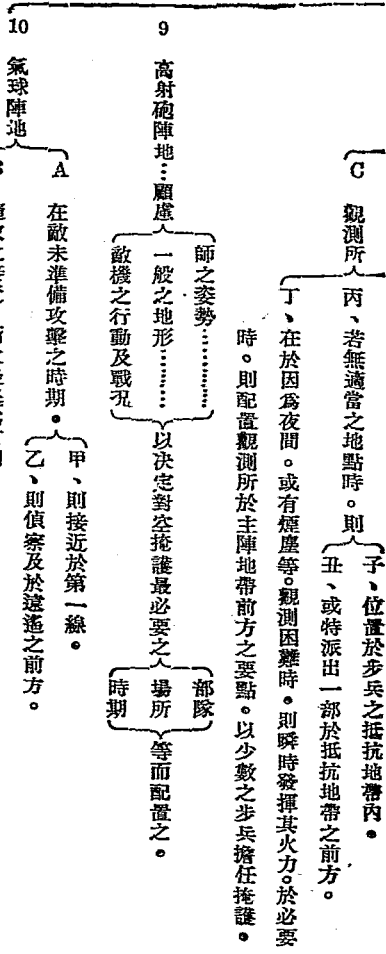 C 觀測所
丙、若無適當之地點時。則
子、位置於步兵之抵抗地帶內。
丑、或特派出一部於抵抗地帶之前方。
丁、在於因爲夜間。或有煙塵等。觀測困難時。則瞬時發揮其火力。於必要
時。則配置觀測所於主陣地帶前方之要點。以少數之步兵擔任掩護。
9 高射砲陣地…顧慮
師之姿勢………
一般之地形………
敵機之行動及戰況
以決定對空掩護最必要之
部隊
場所
時期
等而配置之。
10 氣球陣地
A 在敵未準備攻擊之時期。
甲、則接近於第一線。
乙、則偵察及於遠遙之前方。